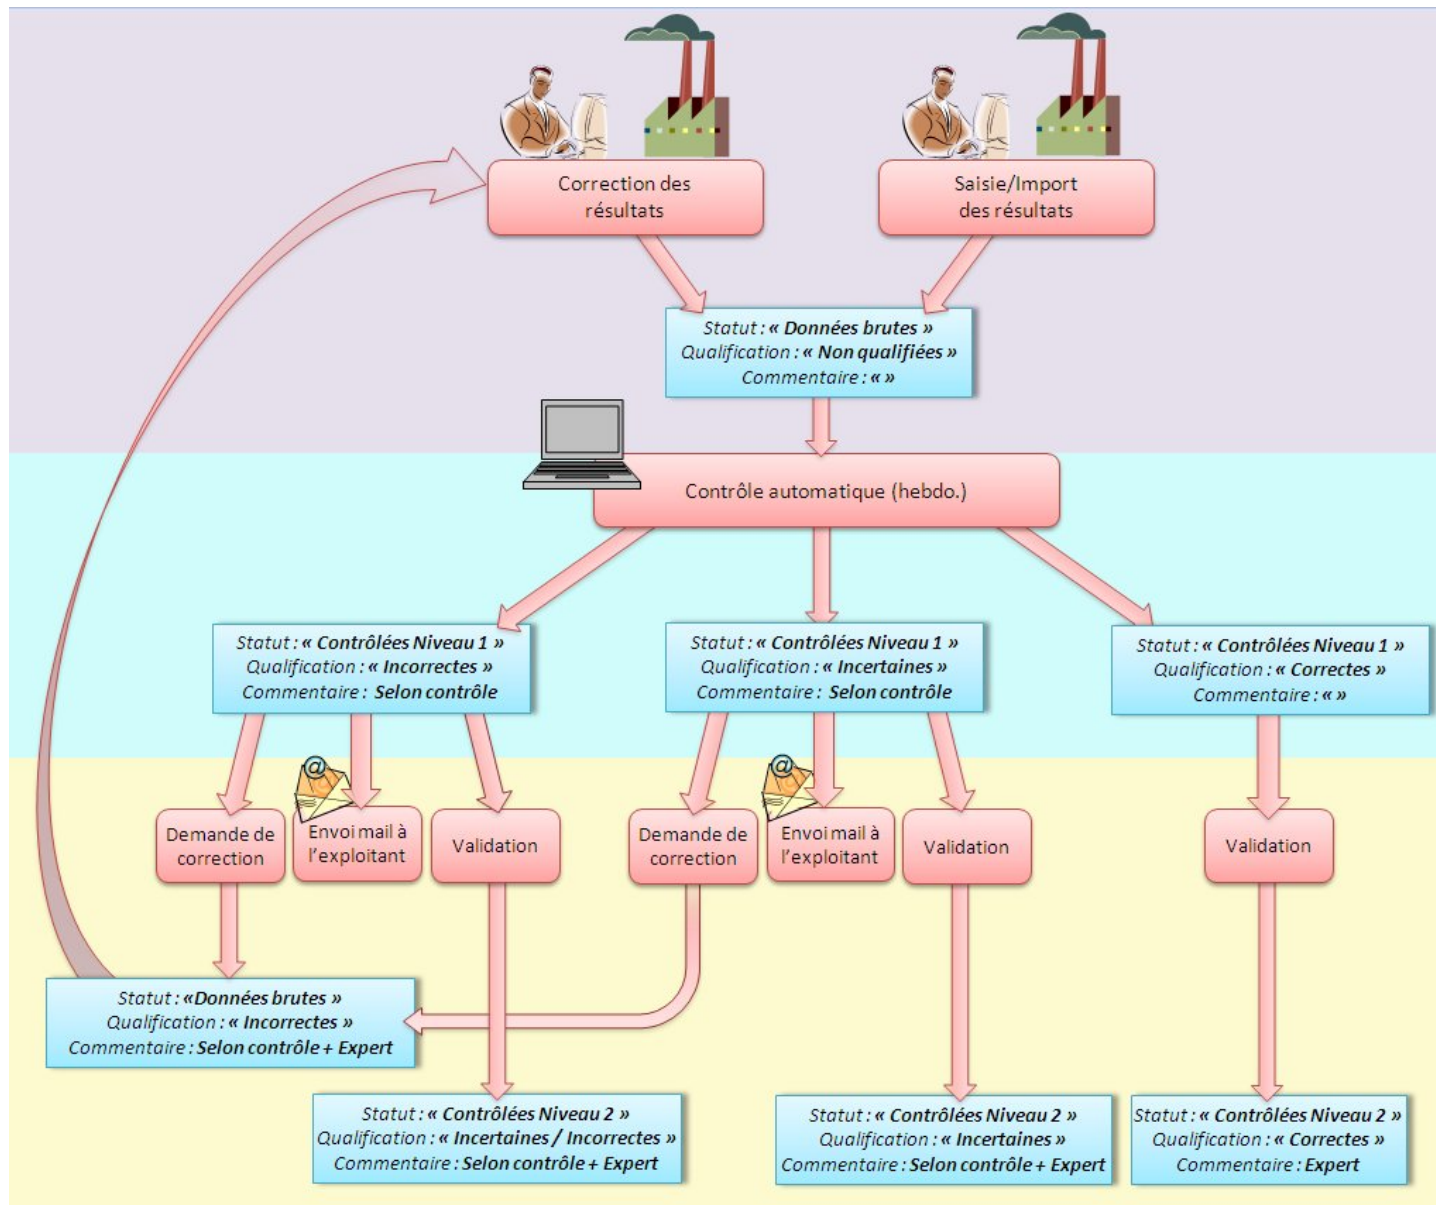 Correction des
résultats
Saisie/Import
des résultats
Statut : « Données brutes »
Qualification : « Non qualifiées »
Commentaire : « »
Contrôle automatique (hebdo.)
Statut : « Contrôlées Niveau 1 »
Qualification : « Incorrectes »
Commentaire : Selon contrôle
Statut : « Contrôlées Niveau 1 »
Qualification : « Incertaines »
Commentaire : Selon contrôle
Statut : « Contrôlées Niveau 1 »
Qualification : « Correctes »
Commentaire : « »
@
@
Demande de
correction
Envoi mail à
l'exploitant
Validation
Demande de
correction
Envoi mail à
l'exploitant
Validation
Validation
Statut : «Données brutes »
Qualification : « Incorrectes »
Commentaire : Selon contrôle + Expert
Statut : « Contrôlées Niveau 2 »
Qualification : « Incertaines / Incorrectes »
Commentaire : Selon contrôle + Expert
Statut : « Contrôlées Niveau 2 »
Qualification : « Incertaines »
Commentaire : Selon contrôle + Expert
Statut : « Contrôlées Niveau 2 »
Qualification : « Correctes »
Commentaire : Expert